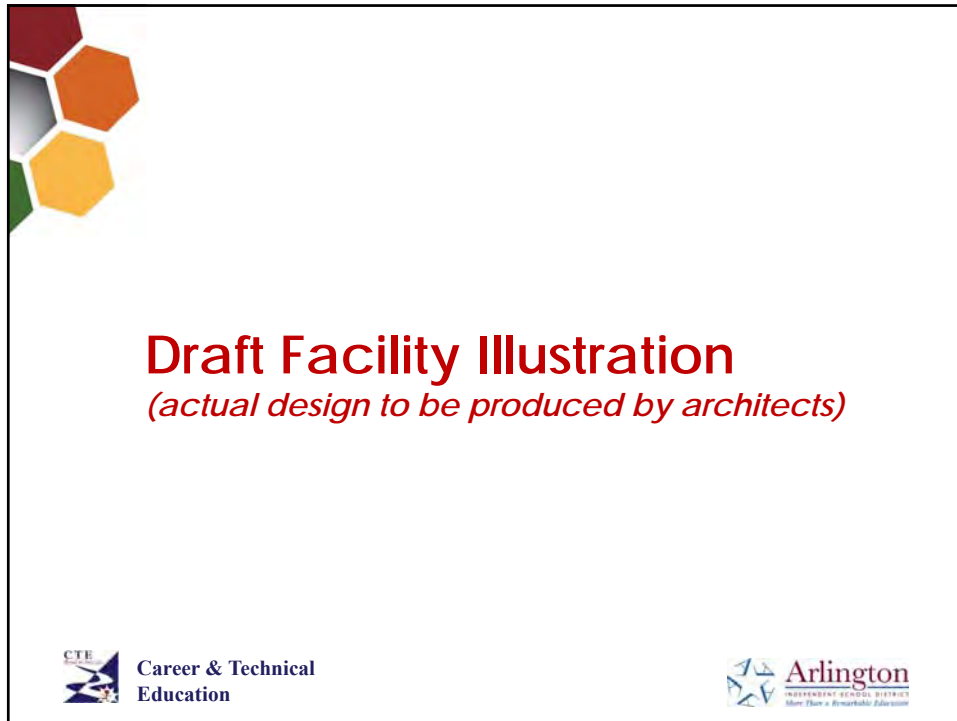 Draft Facility Illustration
(actual design to be produced by architects)
CTE
Career & Technical
Education
Arlington
INDEPENDENT SCHOOL DISTRICT
More Than a Remarkable Education